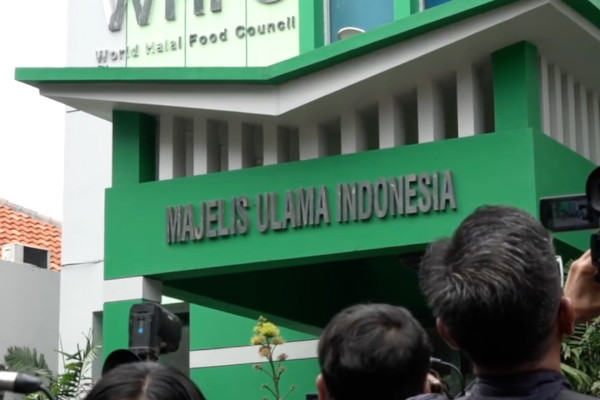 World Halal Food Council
MAJELIS ULAMA INDONESIA